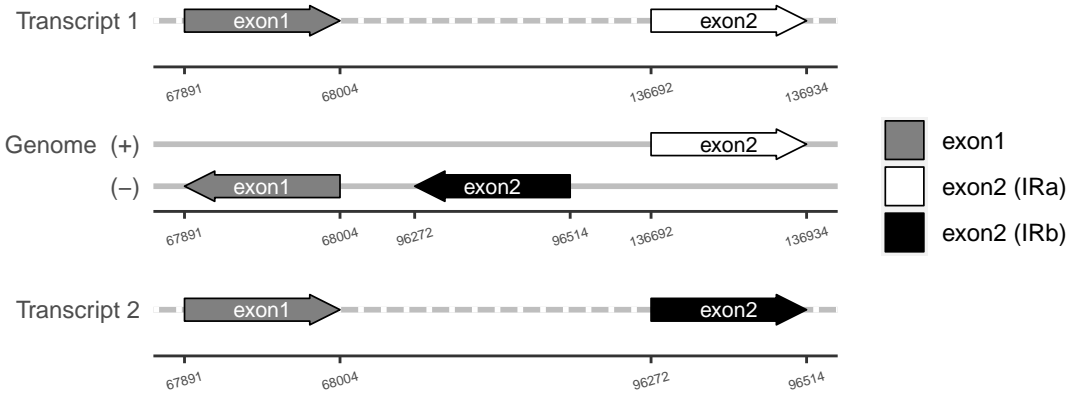 Transcript 1 exon1 exon2
67891 68004 136692 136934
Genome (+) exon2
(−) exon1 exon2
67891 68004 96272 96514 136692 136934
exon1
exon2 (IRa)
exon2 (IRb)
Transcript 2 exon1 exon2
67891 68004 96272 96514